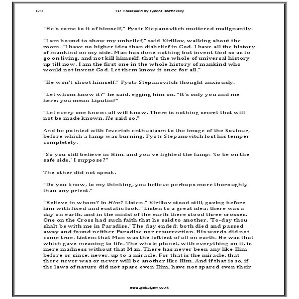 "He's come to it of himself," Pyotr Stepanovitch muttered malignantly.
"I am bound to show my unbelief," said Kirillov, walking about the
room. "I have no higher idea than disbelief in God. I have all the history
of mankind on my side. Man has done nothing but invent God so as to
go on living, and not kill himself; that's the whole of universal history
up till now. I am the first one in the whole history of mankind who
would not invent God. Let them know it once for all."
"He won't shoot himself," Pyotr Stepanovitch thought anxiously.
"Let whom know it?" he said, egging him on. "It's only you and me
here; you mean Liputin?"
"Let every one know; all will know. There is nothing secret that will
not be made known. He said so."
And he pointed with feverish enthusiasm to the image of the Saviour,
before which a lamp was burning. Pyotr Stepanovitch lost his temper
completely.
"So you still believe in Him, and you've lighted the lamp; 'to be on the
safe side,' I suppose?"
The other did not speak.
"Do you know, to my thinking, you believe perhaps more thoroughly
than any priest."
"Believe in whom? In Him? Listen." Kirillov stood still, gazing before
him with fixed and ecstatic look. "Listen to a great idea: there was a
day on earth, and in the midst of the earth there stood three crosses.
One on the Cross had such faith that he said to another, 'To-day thou
shalt be with me in Paradise.' The day ended; both died and passed
away and found neither Paradise nor resurrection. His words did not
come true. Listen: that Man was the loftiest of all on earth, He was that
which gave meaning to life. The whole planet, with everything on it, is
mere madness without that Man. There has never been any like Him
before or since, never, up to a miracle. For that is the miracle, that
there never was or never will be another like Him. And if that is so, if
the laws of nature did not spare even Him, have not spared even their